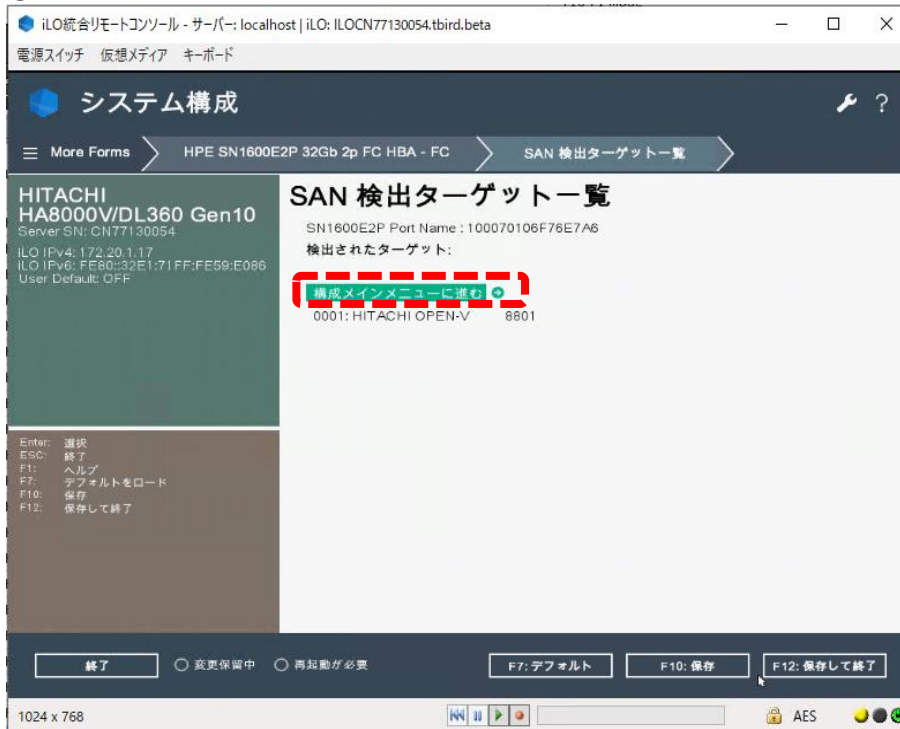 iLO統合リモートコンソール - サーバー: localhost | iLO: ILOCN77130054.tbird.beta
電源スイッチ 仮想メディア キーボード
システム構成
?
More Forms
HPE SN1600E2P 32Gb 2p FC HBA - FC
SAN 検出ターゲット一覧
HITACHI
HA8000V/DL360 Gen10
Server SN: CN77130054
iLO IPv4: 172.20.1.17
iLO IPv6: FE80::32E1:71FF:FE59:E086
User Default: OFF
Enter: 選択
ESC: 終了
F1: ヘルプ
F7: デフォルトをロード
F10: 保存
F12: 保存して終了
SAN 検出ターゲット一覧
SN1600E2P Port Name : 100070106F76E7A6
検出されたターゲット:
構成メインメニューに進む
0001: HITACHI OPEN-V 8801
終了
変更保留中
再起動が必要
F7: デフォルト
F10: 保存
F12: 保存して終了
1024 x 768
AES